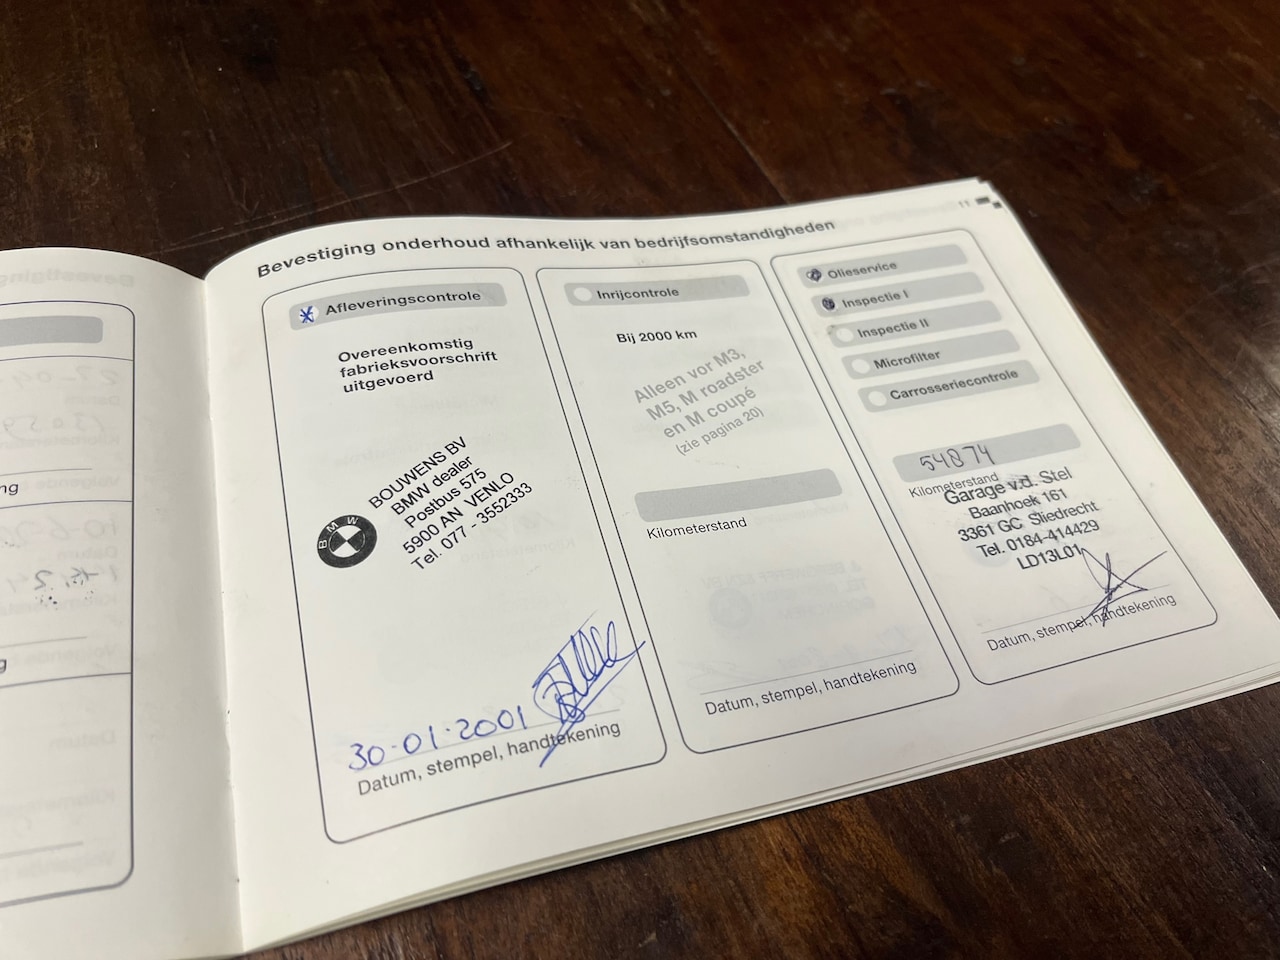 Bevestiging onderhoud afhankelijk van bedrijfsomstandigheden
11
Afleveringscontrole
Overeenkomstig
fabrieksvoorschrift
uitgevoerd
BMW
BOUWENS BV
BMW dealer
Postbus 575
5900 AN VENLO
Tel. 077 - 3552333
30-01-2001
Datum, stempel, handtekening
Inrijcontrole
Bij 2000 km
Alleen vor M3,
M5, M roadster
en M coupé
(zie pagina 20)
Kilometerstand
Datum, stempel, handtekening
Olieservice
Inspectie I
Inspectie II
Microfilter
Carrosseriecontrole
54874
Kilometerstand
Garage v.d. Stel
Baanhoek 161
3361 GC Sliedrecht
Tel. 0184-414429
LD13L01
Datum, stempel, handtekening